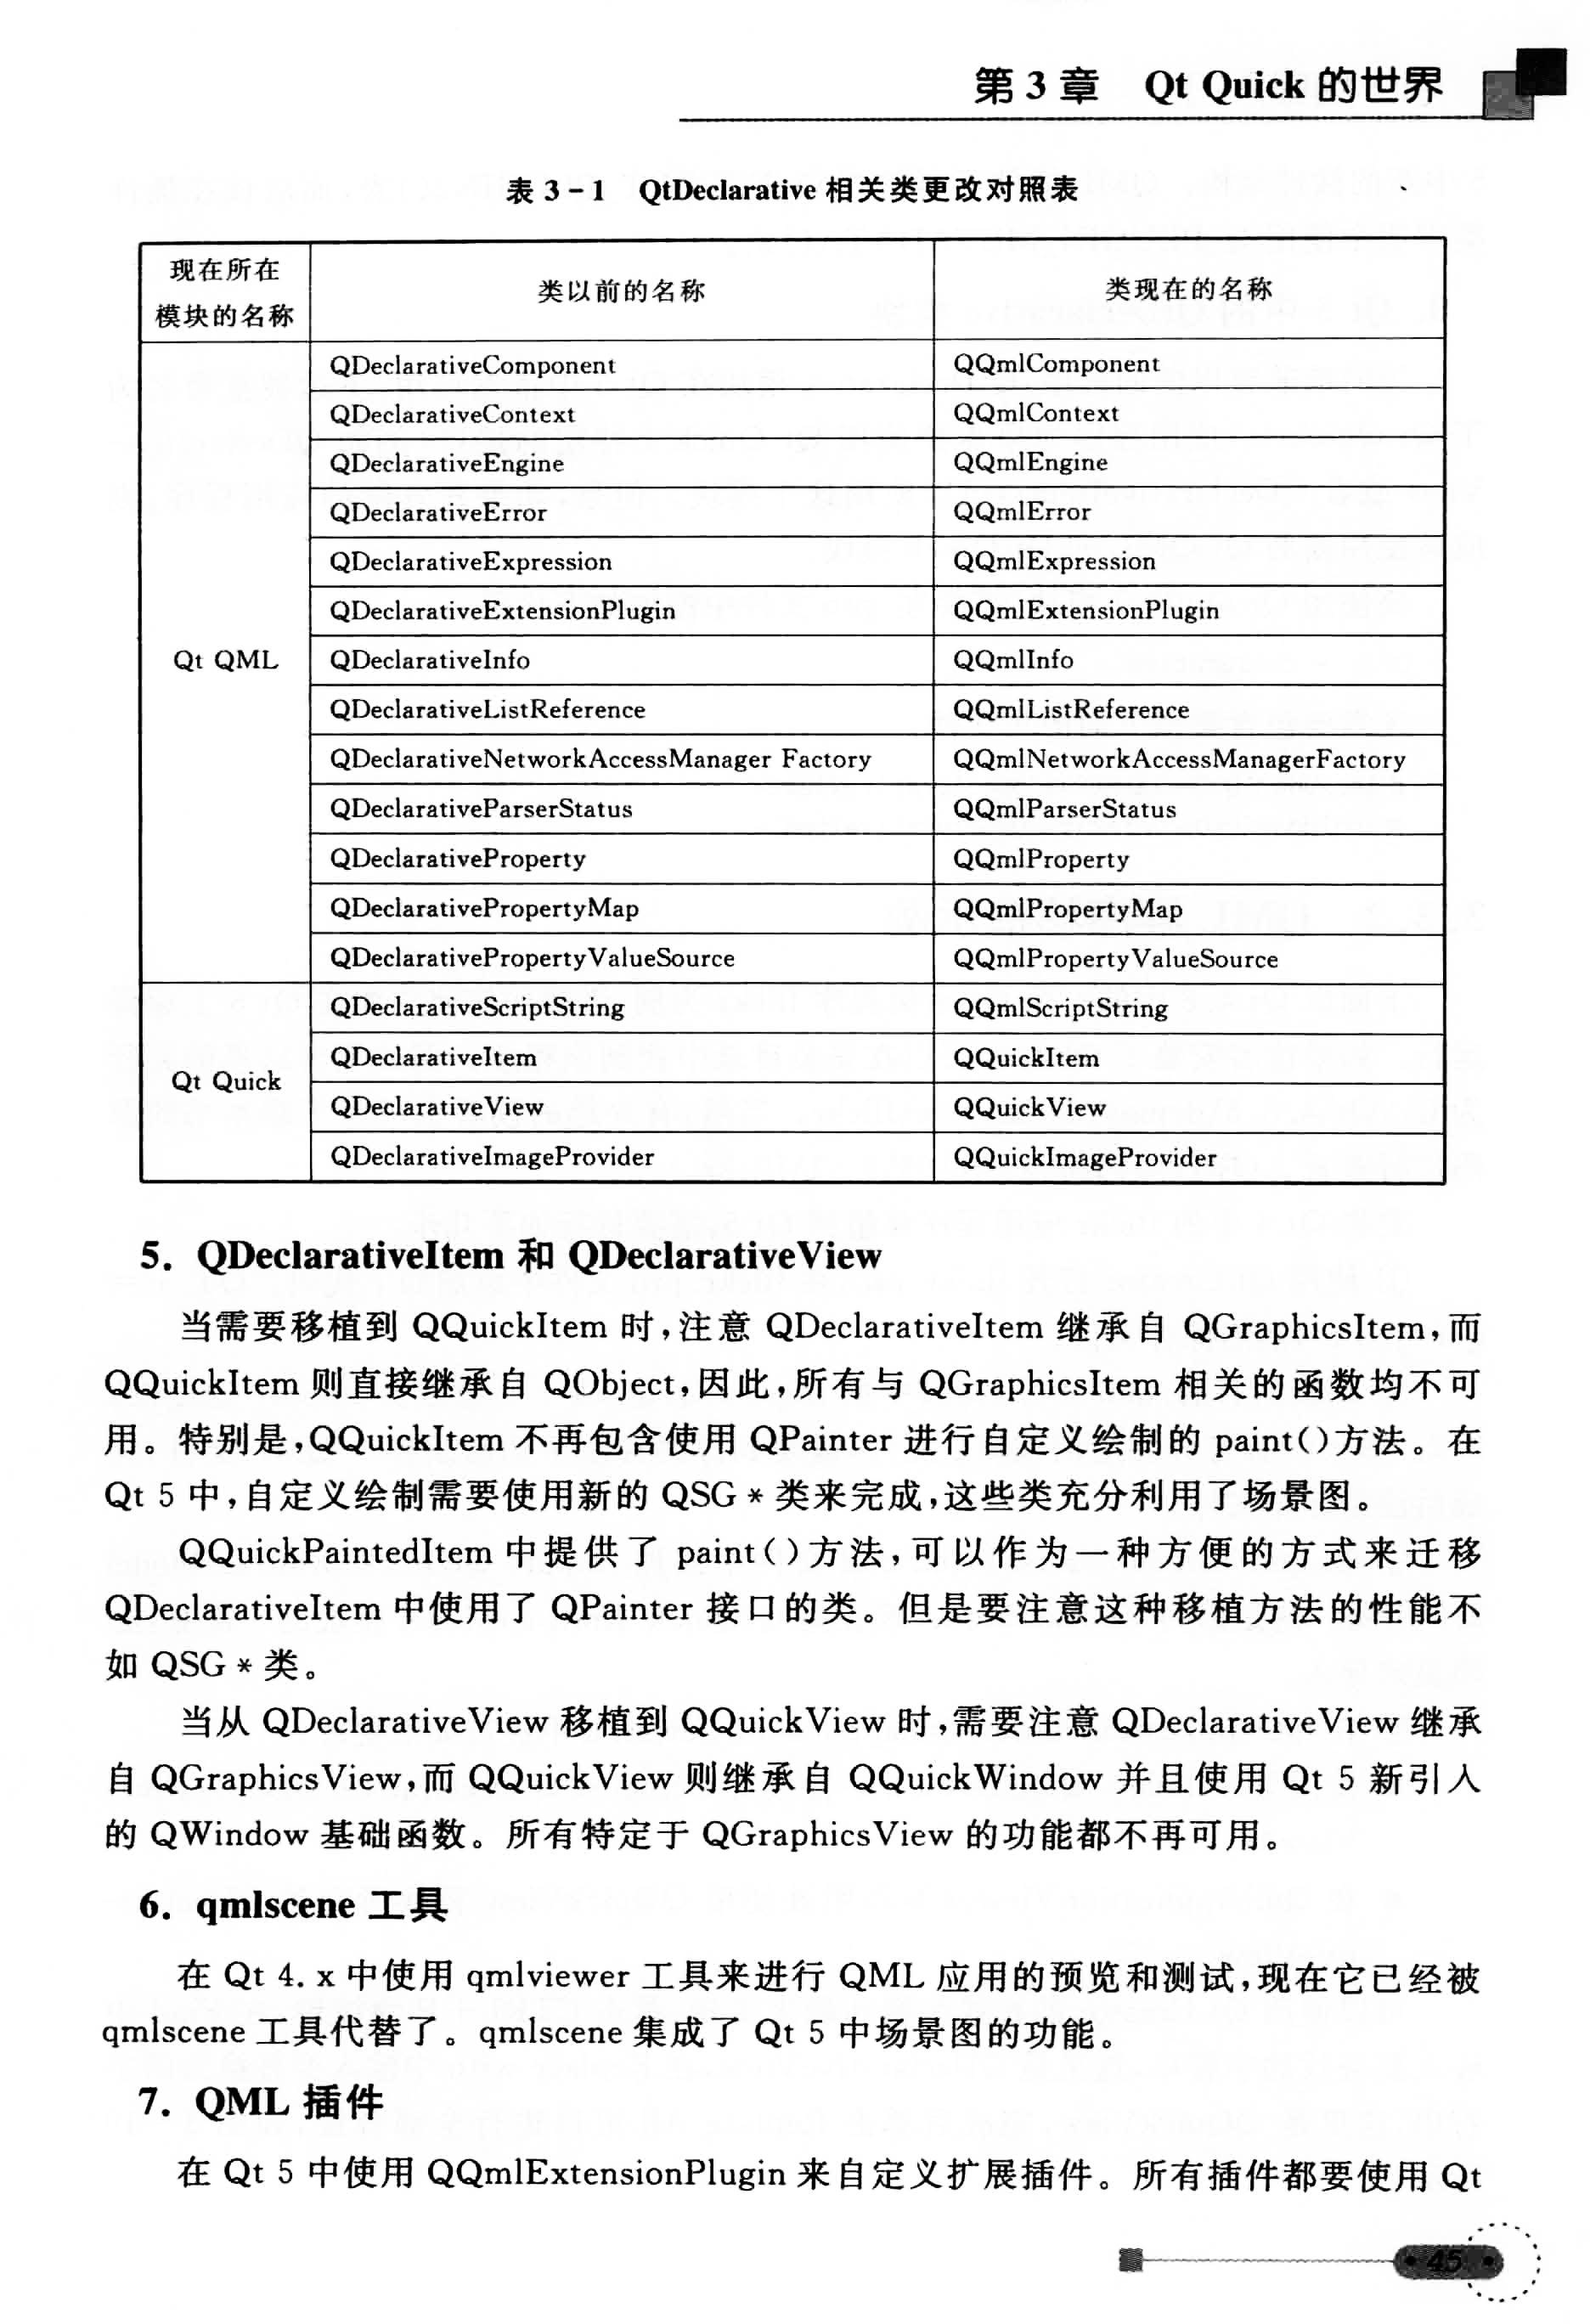 第 3 章 Qt Quick 的世界
表 3-1 QtDeclarative 相关类更改对照表
现在所在
模块的名称
类以前的名称
类现在的名称
Qt QML
QDeclarativeComponent QQmlComponent
QDeclarativeContext QQmlContext
QDeclarativeEngine QQmlEngine
QDeclarativeError QQmlError
QDeclarativeExpression QQmlExpression
QDeclarativeExtensionPlugin QQmlExtensionPlugin
QDeclarativeInfo QQmlInfo
QDeclarativeListReference QQmlListReference
QDeclarativeNetworkAccessManager Factory QQmlNetworkAccessManagerFactory
QDeclarativeParserStatus QQmlParserStatus
QDeclarativeProperty QQmlProperty
QDeclarativePropertyMap QQmlPropertyMap
QDeclarativePropertyValueSource QQmlPropertyValueSource
Qt Quick
QDeclarativeScriptString QQmlScriptString
QDeclarativeItem QQuickItem
QDeclarativeView QQuickView
QDeclarativeImageProvider QQuickImageProvider
5. QDeclarativeItem 和 QDeclarativeView
当需要移植到 QQuickItem 时，注意 QDeclarativeItem 继承自 QGraphicsItem，而
QQuickItem 则直接继承自 QObject，因此，所有与 QGraphicsItem 相关的函数均不可
用。特别是，QQuickItem 不再包含使用 QPainter 进行自定义绘制的 paint()方法。在
Qt 5 中，自定义绘制需要使用新的 QSG * 类来完成，这些类充分利用了场景图。
QQuickPaintedItem 中提供了 paint()方法，可以作为一种方便的方式来迁移
QDeclarativeItem 中使用了 QPainter 接口的类。但是要注意这种移植方法的性能不
如 QSG * 类。
当从 QDeclarativeView 移植到 QQuickView 时，需要注意 QDeclarativeView 继承
自 QGraphicsView，而 QQuickView 则继承自 QQuickWindow 并且使用 Qt 5 新引入
的 QWindow 基础函数。所有特定于 QGraphicsView 的功能都不再可用。
6. qmlscene 工具
在 Qt 4. x 中使用 qmlviewer 工具来进行 QML 应用的预览和测试，现在它已经被
qmlscene 工具代替了。qmlscene 集成了 Qt 5 中场景图的功能。
7. QML 插件
在 Qt 5 中使用 QQmlExtensionPlugin 来自定义扩展插件。所有插件都要使用 Qt
45